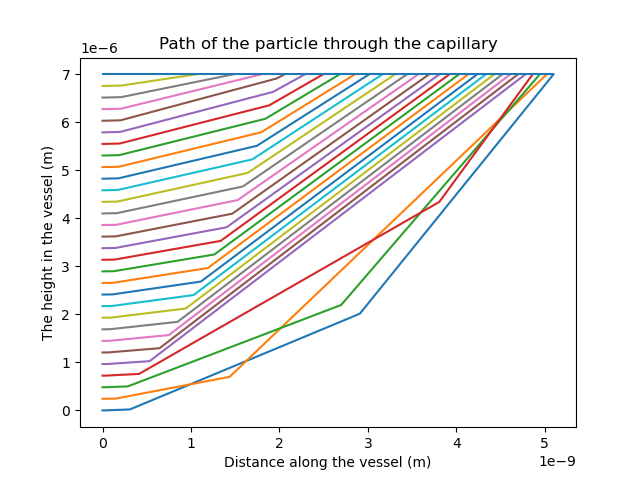 Path of the particle through the capillary
1e−6
7
6
5
4
3
2
1
0
The height in the vessel (m)
0 1 2 3 4 5
1e−9
Distance along the vessel (m)